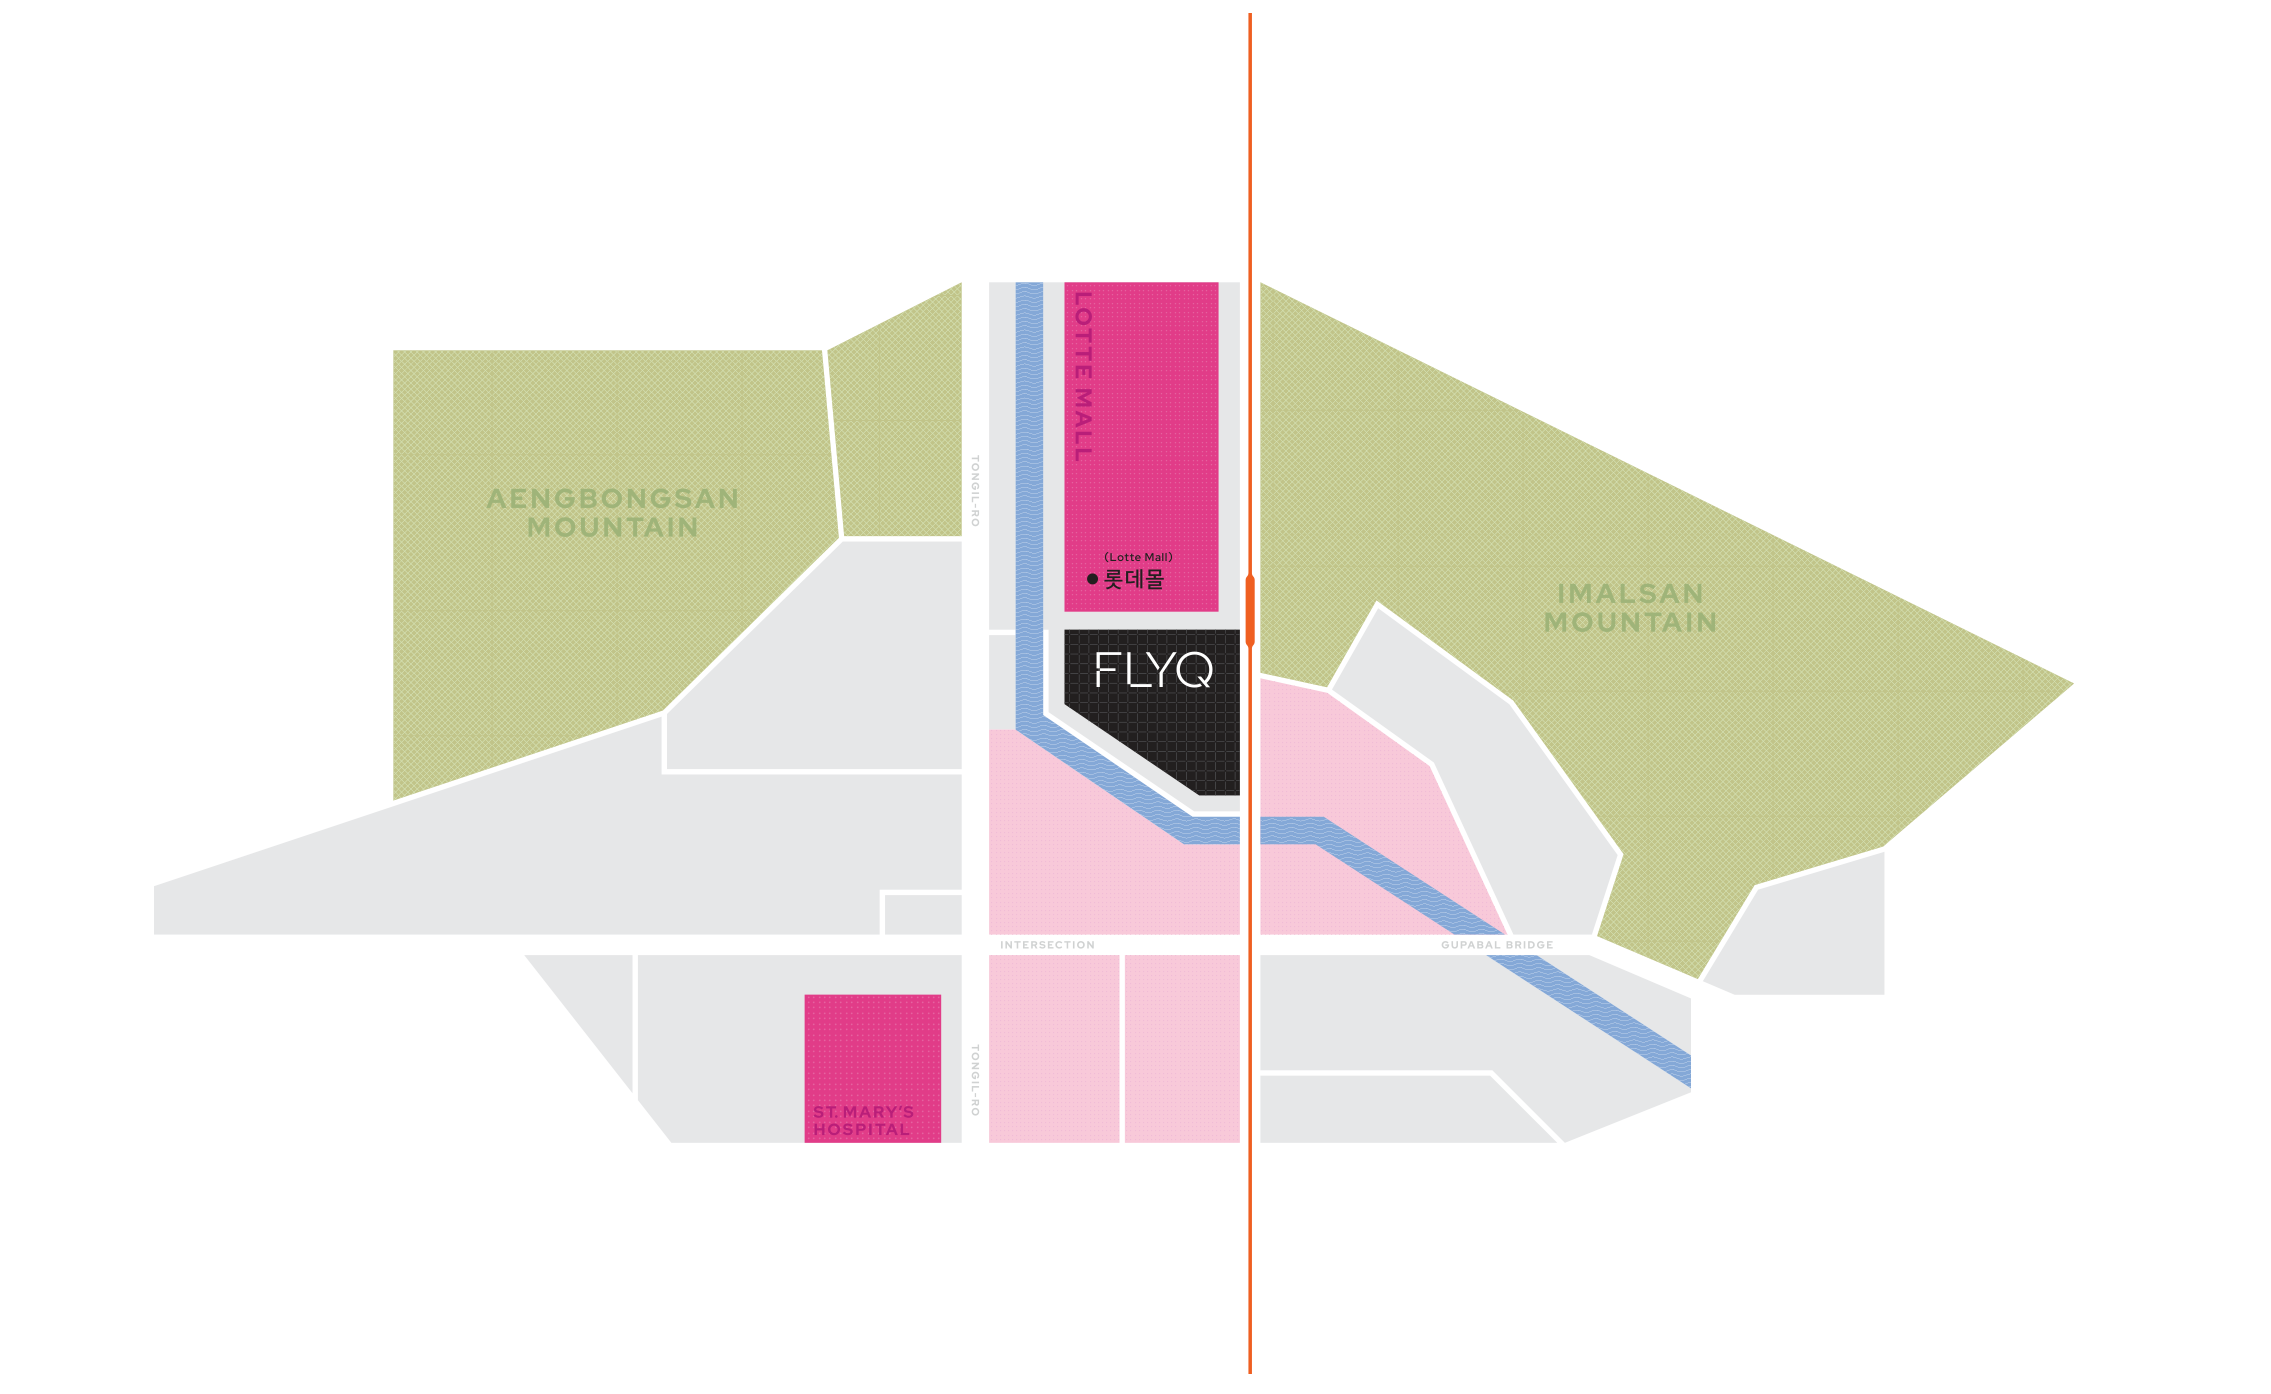 LOTTE MALL
TONGIL-RO
AENGBONGSAN
MOUNTAIN
(Lotte Mall)
롯데몰
IMALSAN
MOUNTAIN
FLYQ
INTERSECTION
GUPABAL BRIDGE
TONGIL-RO
ST. MARY'S
HOSPITAL